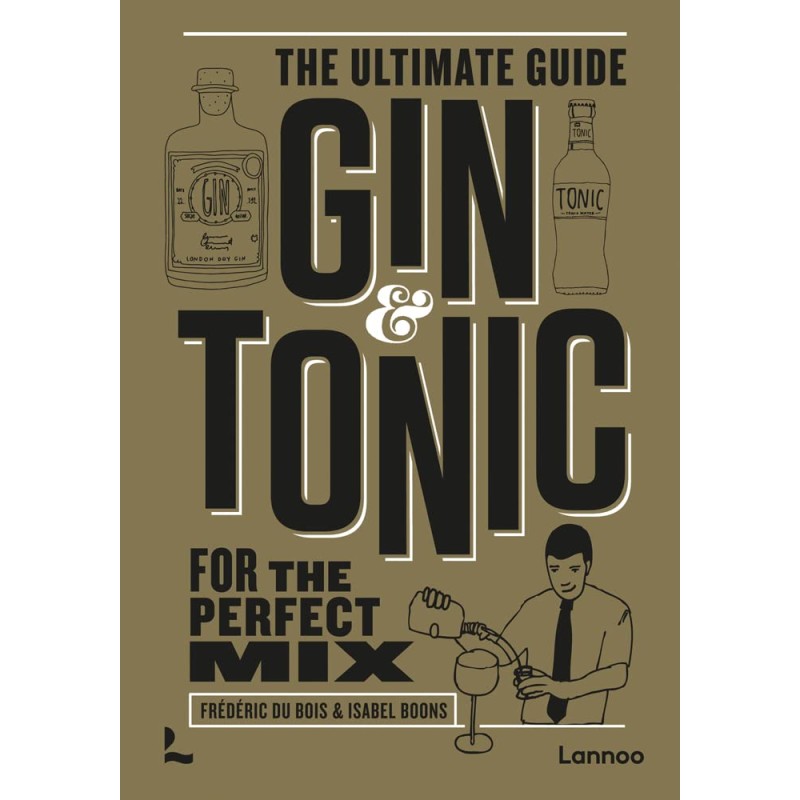 THE ULTIMATE GUIDE
GIN
&
TONIC
GIN
LONDON DRY GIN
TONIC
TONIC
FOR THE
PERFECT
MIX
FRÉDÉRIC DU BOIS & ISABEL BOONS
Lannoo